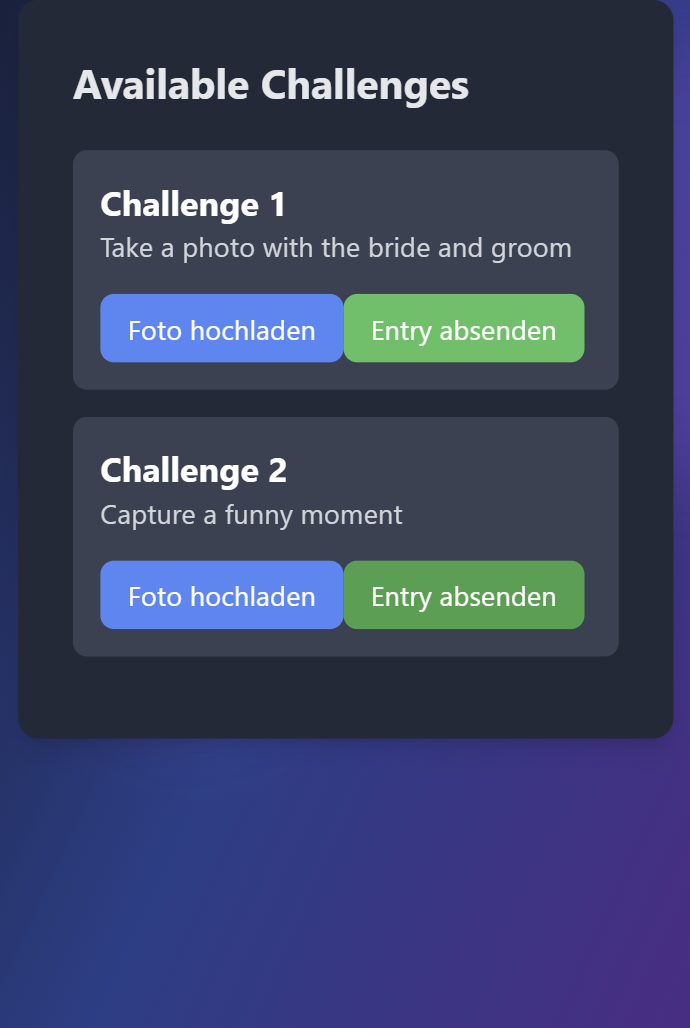 Available Challenges
Challenge 1
Take a photo with the bride and groom
Foto hochladen
Entry absenden
Challenge 2
Capture a funny moment
Foto hochladen
Entry absenden